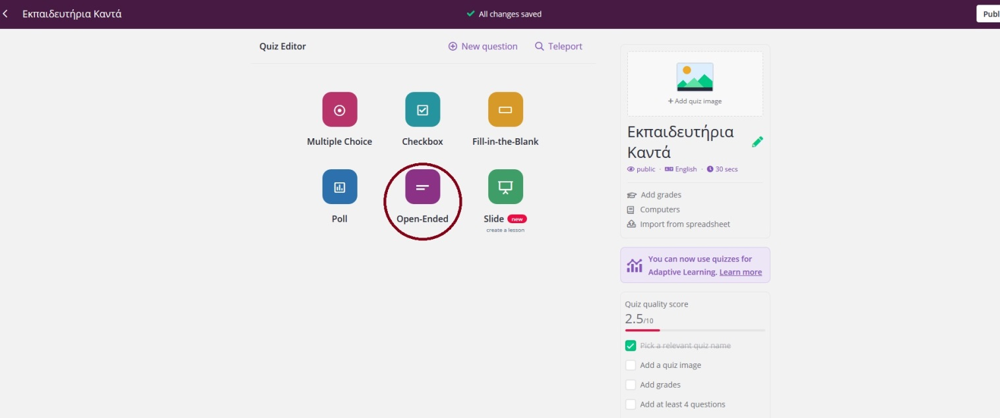 Εκπαιδευτήρια Καντά
All changes saved
Publ
Quiz Editor
New question
Teleport
Multiple Choice
Checkbox
Fill-in-the-Blank
Poll
Open-Ended
Slide new
create a lesson
+ Add quiz image
Εκπαιδευτήρια
Καντά
public · English · 30 secs
Add grades
Computers
Import from spreadsheet
You can now use quizzes for
Adaptive Learning. Learn more
Quiz quality score
2.5/10
Pick a relevant quiz name
Add a quiz image
Add grades
Add at least 4 questions